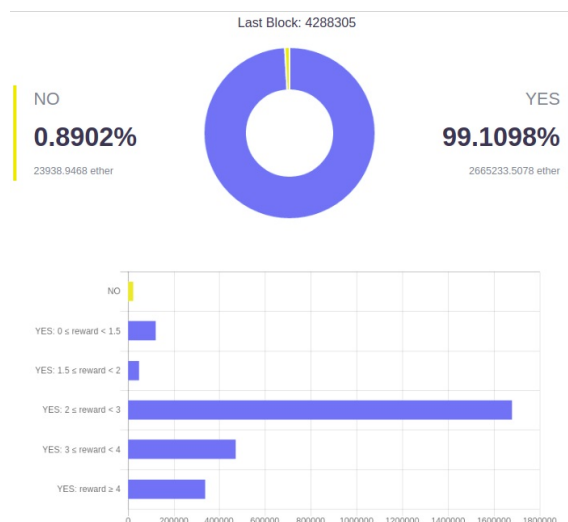 Last Block: 4288305
NO
0.8902%
23938.9468 ether
YES
99.1098%
2665233.5078 ether
NO
YES: 0 ≤ reward < 1.5
YES: 1.5 ≤ reward < 2
YES: 2 ≤ reward < 3
YES: 3 ≤ reward < 4
YES: reward ≥ 4
0 200000 400000 600000 800000 1000000 1200000 1400000 1600000 1800000